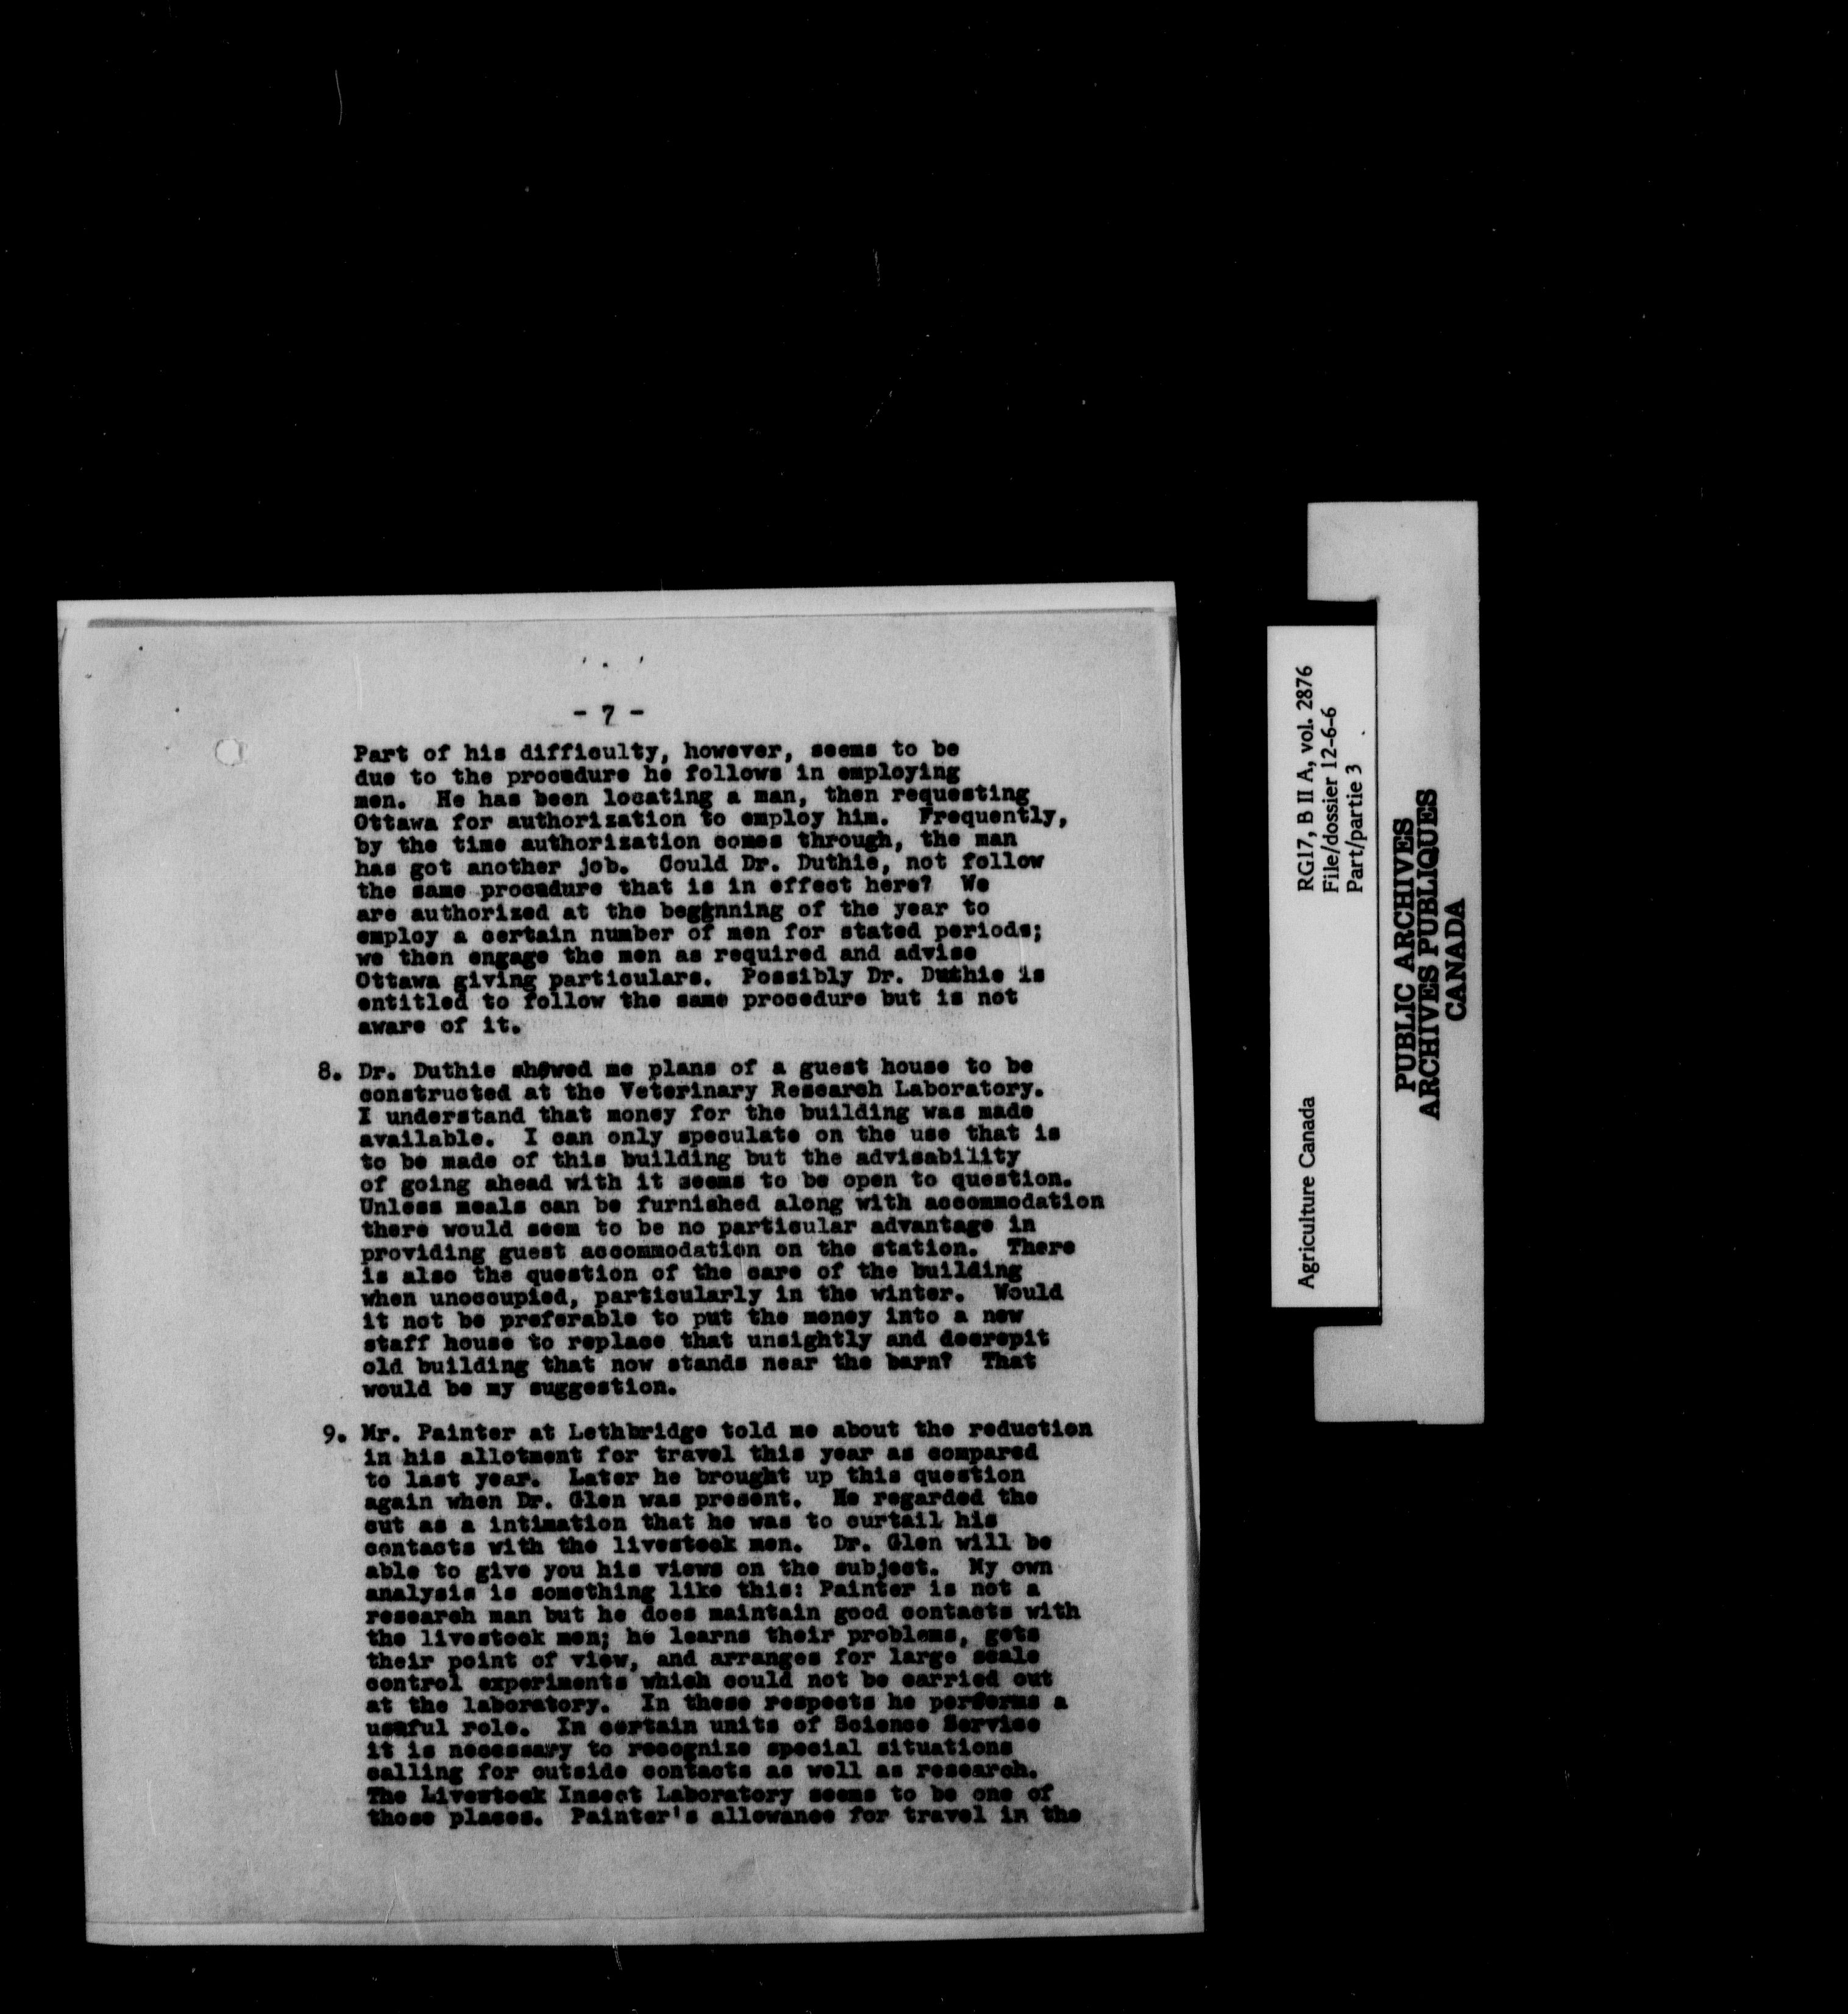 - 7 -
Part of his difficulty, however, seems to be
due to the procedure he follows in employing
men. He has been locating a man, then requesting
Ottawa for authorization to employ him. Frequently,
by the time authorization comes through, the man
has got another job. Could Dr. Duthie, not follow
the same procedure that is in effect here? We
are authorized at the beginning of the year to
employ a certain number of men for stated periods;
we then engage the men as required and advise
Ottawa giving particulars. Possibly Dr. Duthie is
entitled to follow the same procedure but is not
aware of it.
8. Dr. Duthie showed me plans of a guest house to be
constructed at the Veterinary Research Laboratory.
I understand that money for the building was made
available. I can only speculate on the use that is
to be made of this building but the advisability
of going ahead with it seems to be open to question.
Unless meals can be furnished along with accommodation
there would seem to be no particular advantage in
providing guest accommodation on the station. There
is also the question of the care of the building
when unoccupied, particularly in the winter. Would
it not be preferable to put the money into a new
staff house to replace that unsightly and decrepit
old building that now stands near the barn? That
would be my suggestion.
9. Mr. Painter at Lethbridge told me about the reduction
in his allotment for travel this year as compared
to last year. Later he brought up this question
again when Dr. Glen was present. He regarded the
cut as a intimation that he was to curtail his
contacts with the livestock men. Dr. Glen will be
able to give you his views on the subject. My own
analysis is something like this: Painter is not a
research man but he does maintain good contacts with
the livestock men; he learns their problems, gets
their point of view, and arranges for large scale
control experiments which could not be carried out
at the laboratory. In these respects he performs a
useful role. In certain units of Science Service
it is necessary to recognize special situations
calling for outside contacts as well as research.
The Livestock Insect Laboratory seems to be one of
those places. Painter's allowance for travel in the
Agriculture Canada
RG17, B II A, vol. 2876
File/dossier 12-6-6
Part/partie 3
PUBLIC ARCHIVES
ARCHIVES PUBLIQUES
CANADA